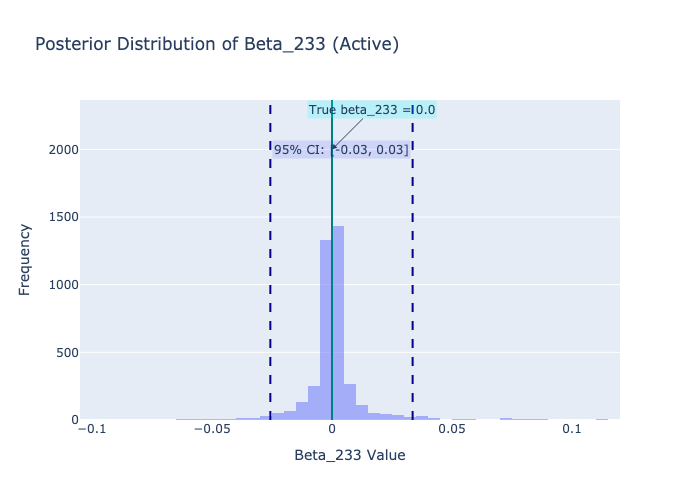 Posterior Distribution of Beta_233 (Active)
True beta_233 = 0.0
95% CI: [-0.03, 0.03]
2000
1500
1000
500
0
Frequency
−0.1
−0.05
0
0.05
0.1
Beta_233 Value